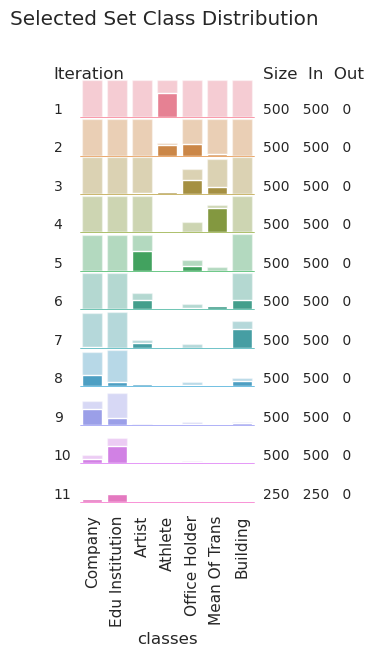 Selected Set Class Distribution
Iteration Size In Out
1 500 500 0
2 500 500 0
3 500 500 0
4 500 500 0
5 500 500 0
6 500 500 0
7 500 500 0
8 500 500 0
9 500 500 0
10 500 500 0
11 250 250 0
Company
Edu Institution
Artist
Athlete
Office Holder
Mean Of Trans
Building
classes